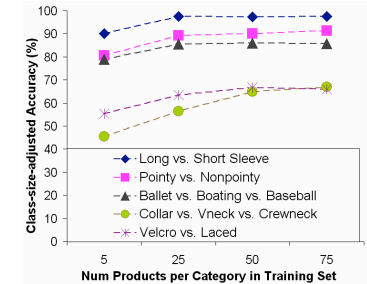 Class-size-adjusted Accuracy (%)
100
90
80
70
60
50
40
30
20
10
0
Long vs. Short Sleeve
Pointy vs. Nonpointy
Ballet vs. Boating vs. Baseball
Collar vs. Vneck vs. Crewneck
Velcro vs. Laced
5 25 50 75
Num Products per Category in Training Set